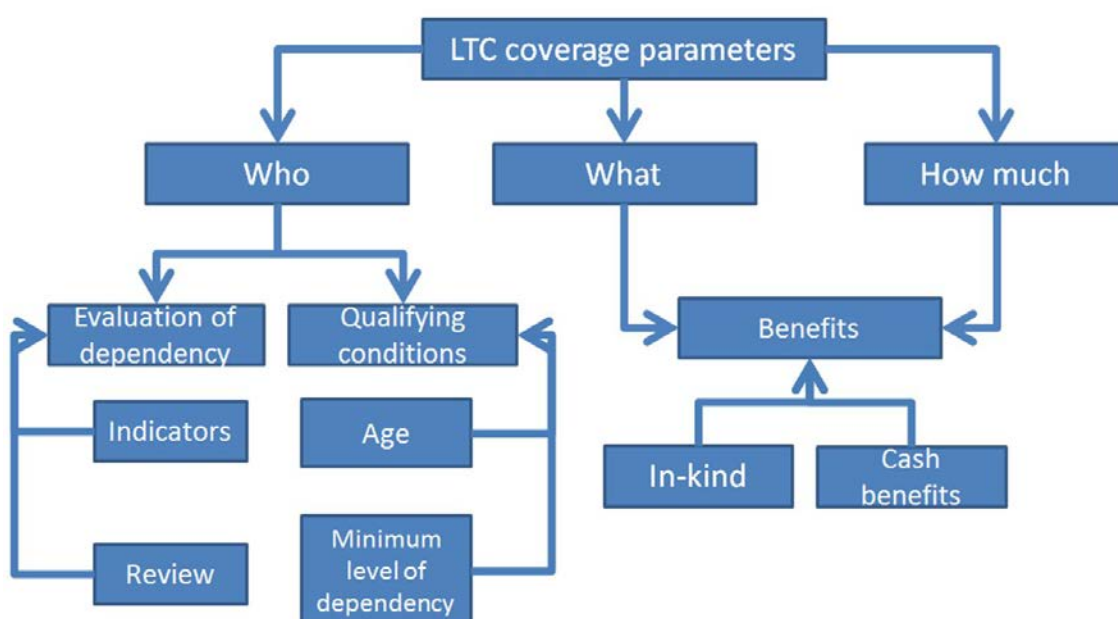 LTC coverage parameters
Who
What
How much
Evaluation of
dependency
Qualifying
conditions
Benefits
Indicators
Age
In-kind
Cash
benefits
Review
Minimum
level of
dependency